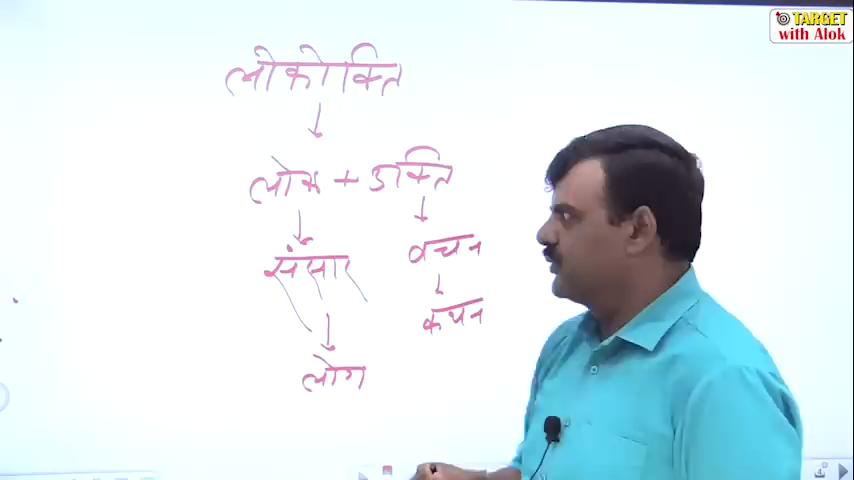 TARGET
with Alok
लोकोक्ति
लोक + उक्ति
संसार वचन
कथन
लोग